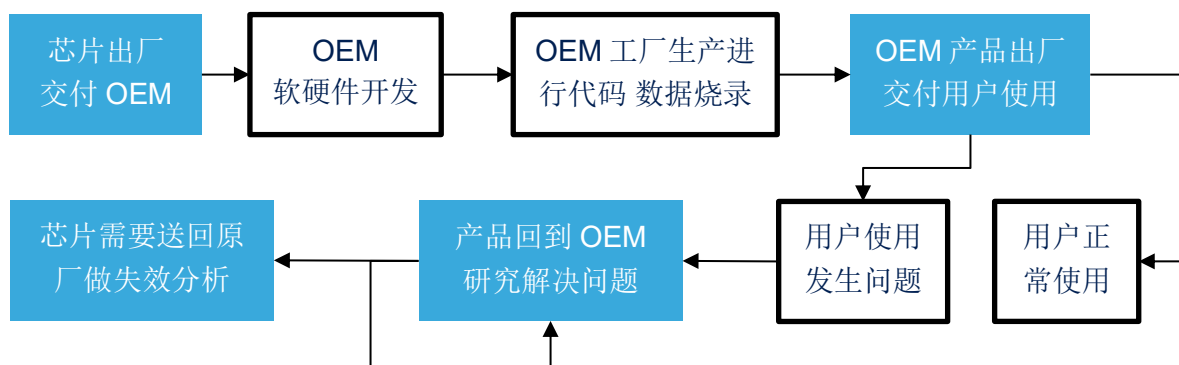 芯片出厂
交付 OEM
OEM
软硬件开发
OEM 工厂生产进
行代码 数据烧录
OEM 产品出厂
交付用户使用
芯片需要送回原
厂做失效分析
产品回到 OEM
研究解决问题
用户使用
发生问题
用户正
常使用